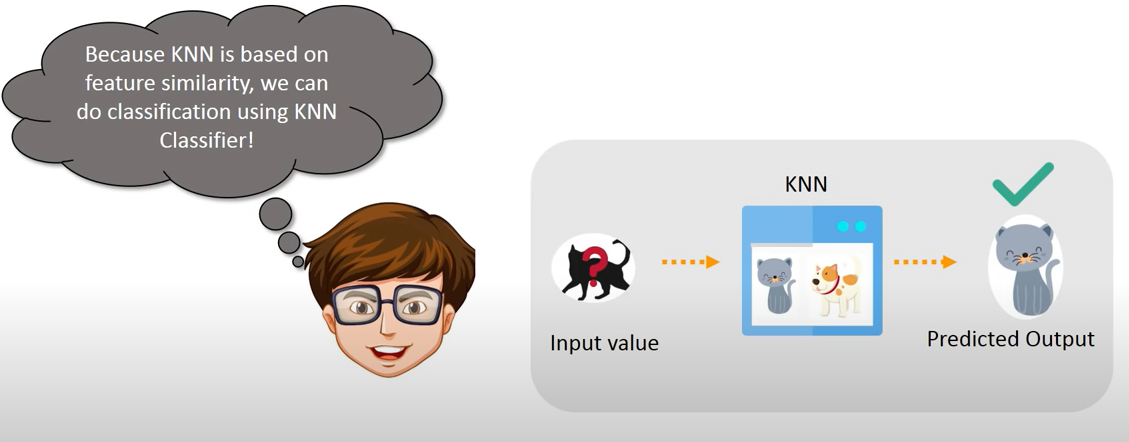 Because KNN is based on
feature similarity, we can
do classification using KNN
Classifier!
KNN
?
Input value
Predicted Output